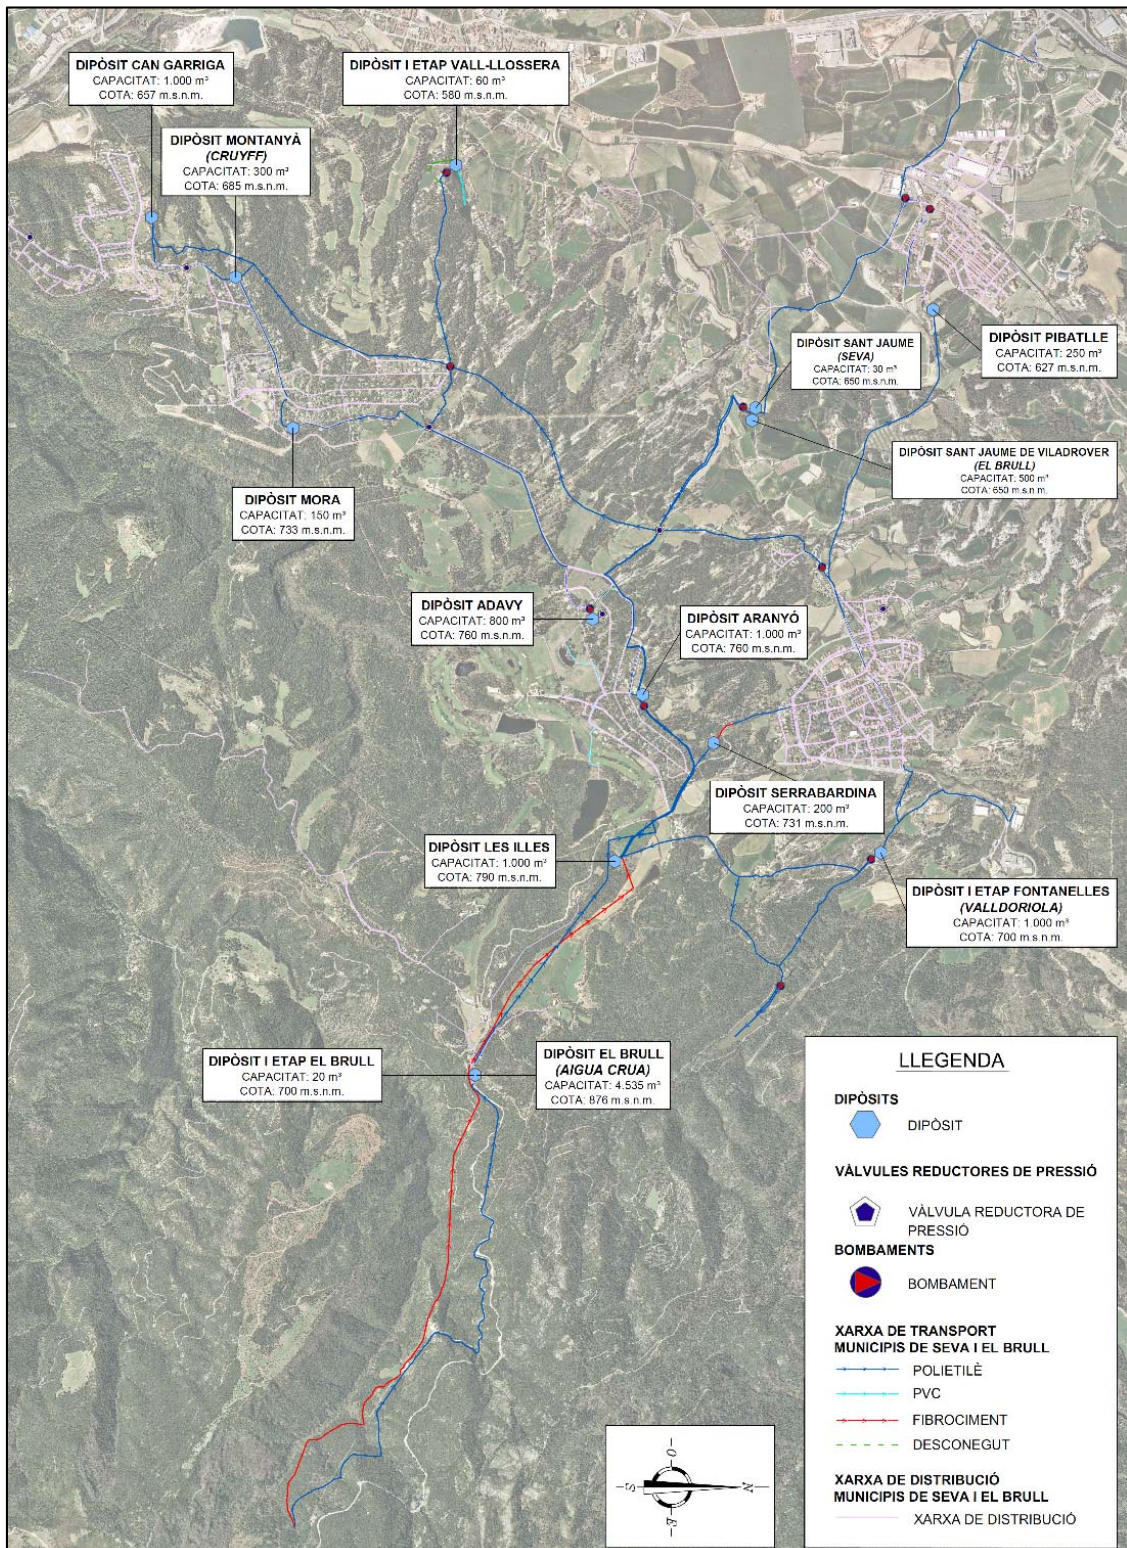 DIPÒSIT CAN GARRIGA
CAPACITAT: 1.000 m³
COTA: 657 m.s.n.m.
DIPÒSIT I ETAP VALL-LLOSSERA
CAPACITAT: 60 m³
COTA: 580 m.s.n.m.
DIPÒSIT MONTANYÀ
(CRUYFF)
CAPACITAT: 300 m³
COTA: 685 m.s.n.m.
DIPÒSIT SANT JAUME
(SEVA)
CAPACITAT: 30 m³
COTA: 650 m.s.n.m.
DIPÒSIT PIBATLLE
CAPACITAT: 250 m³
COTA: 627 m.s.n.m.
DIPÒSIT SANT JAUME DE VILADROVER
(EL BRULL)
CAPACITAT: 500 m³
COTA: 650 m.s.n.m.
DIPÒSIT MORA
CAPACITAT: 150 m³
COTA: 733 m.s.n.m.
DIPÒSIT ADAVY
CAPACITAT: 800 m³
COTA: 760 m.s.n.m.
DIPÒSIT ARANYÓ
CAPACITAT: 1.000 m³
COTA: 760 m.s.n.m.
DIPÒSIT SERRABARDINA
CAPACITAT: 200 m³
COTA: 731 m.s.n.m.
DIPÒSIT LES ILLES
CAPACITAT: 1.000 m³
COTA: 790 m.s.n.m.
DIPÒSIT I ETAP FONTANELLES
(VALLDORIOLA)
CAPACITAT: 1.000 m³
COTA: 700 m.s.n.m.
DIPÒSIT I ETAP EL BRULL
CAPACITAT: 20 m³
COTA: 700 m.s.n.m.
DIPÒSIT EL BRULL
(AIGUA CRUA)
CAPACITAT: 4.535 m³
COTA: 876 m.s.n.m.
LLEGENDA
DIPÒSITS
DIPÒSIT
VÀLVULES REDUCTORES DE PRESSIÓ
VÀLVULA REDUCTORA DE
PRESSIÓ
BOMBAMENTS
BOMBAMENT
XARXA DE TRANSPORT
MUNICIPIS DE SEVA I EL BRULL
POLIETILÈ
PVC
FIBROCIMENT
DESCONEGUT
XARXA DE DISTRIBUCIÓ
MUNICIPIS DE SEVA I EL BRULL
XARXA DE DISTRIBUCIÓ
O
S
N
E